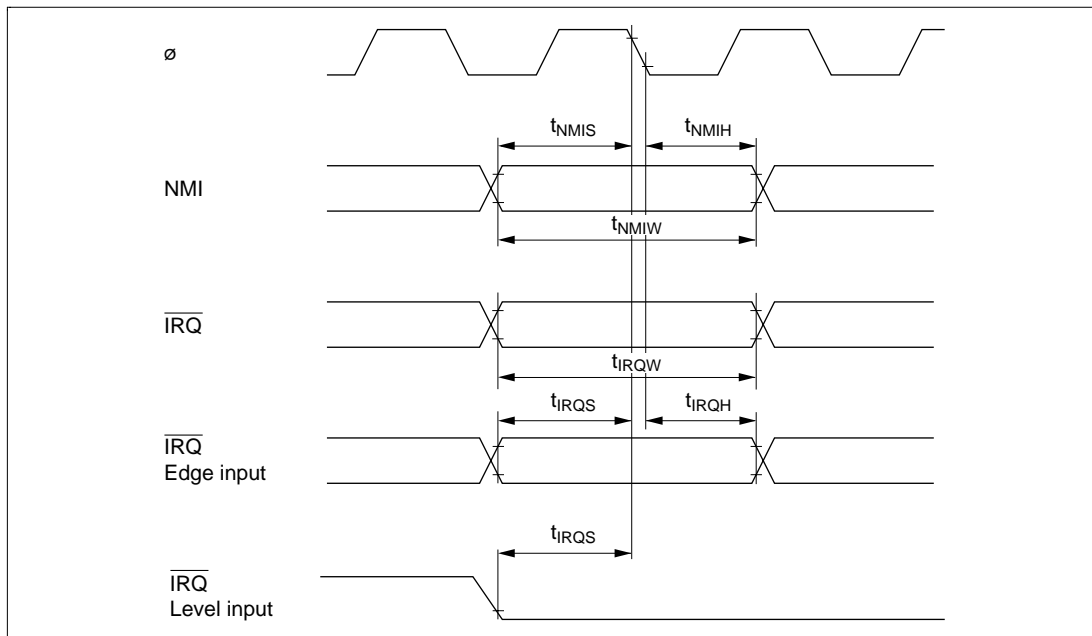 ø
tNMIS
tNMIH
NMI
tNMIW
IRQ
tIRQW
tIRQS
tIRQH
IRQ
Edge input
tIRQS
IRQ
Level input